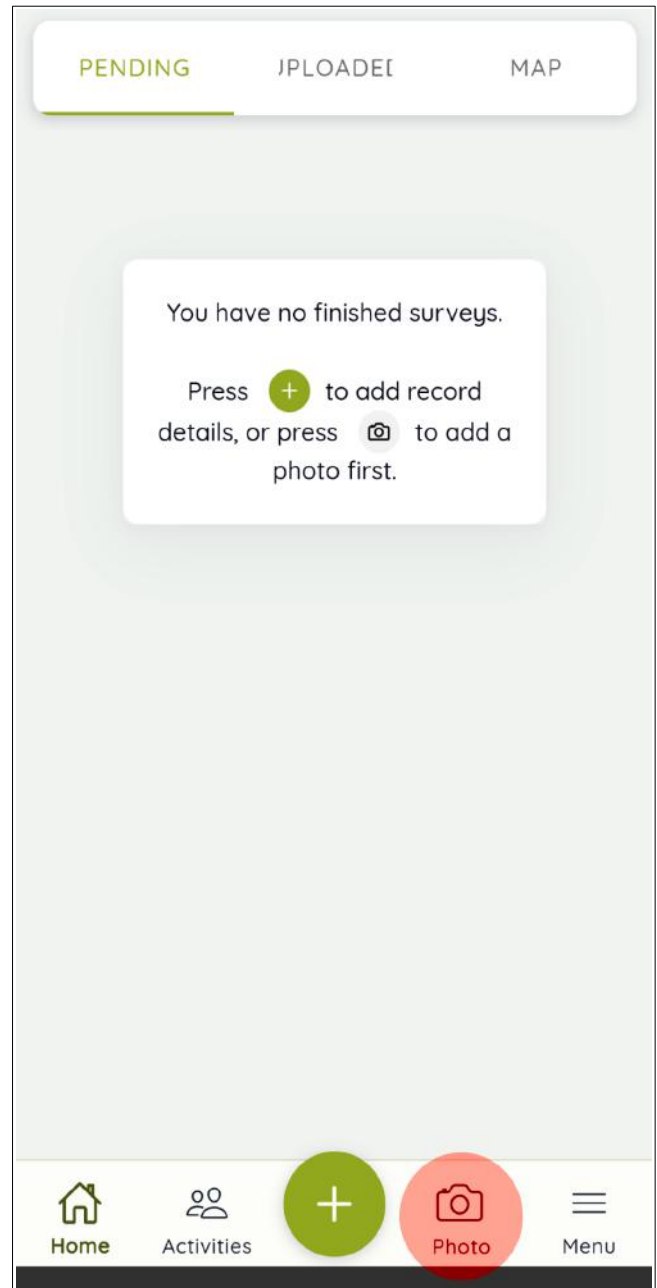 PENDING JPLOADEI MAP
You have no finished surveys.
Press + to add record
details, or press to add a
photo first.
+
Home Activities Photo Menu